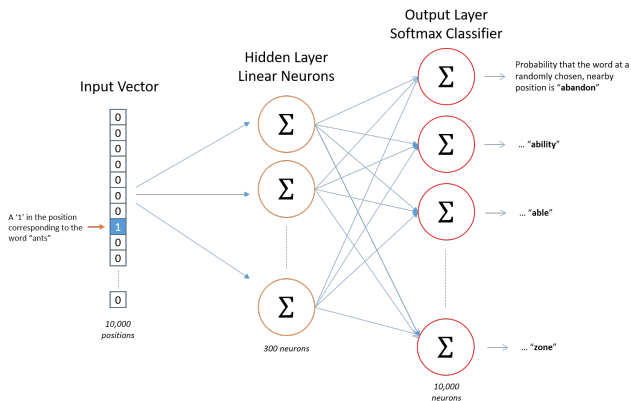 Output Layer
Softmax Classifier
Hidden Layer
Linear Neurons
Input Vector
0
0
0
0
0
0
0
1
0
0
0
A ‘1’ in the position
corresponding to the
word “ants”
10,000
positions
Σ
Σ
Σ
300 neurons
Σ
Σ
Σ
Σ
10,000
neurons
Probability that the word at a
randomly chosen, nearby
position is “abandon”
... “ability”
... “able”
... “zone”